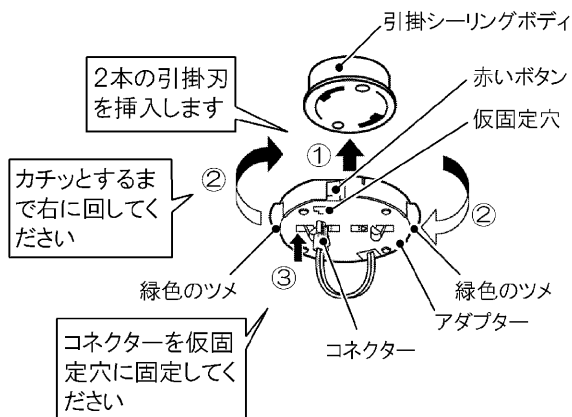 引掛シーリングボディ
2本の引掛刃
を挿入します
赤いボタン
仮固定穴
①
②
カチッとするま
で右に回してく
ださい
②
③
緑色のツメ
緑色のツメ
アダプター
コネクター
コネクターを仮固
定穴に固定してく
ださい